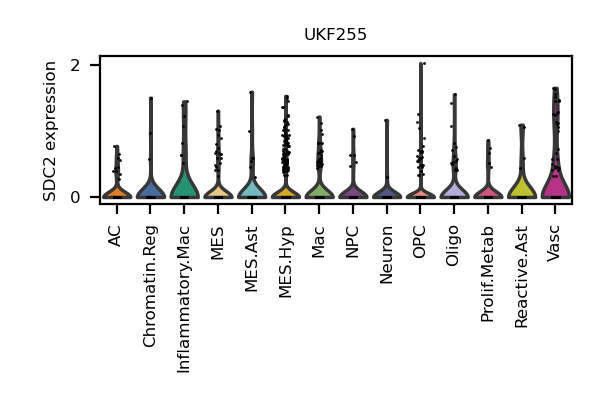 UKF255
SDC2 expression
2
0
AC
Chromatin.Reg
Inflammatory.Mac
MES
MES.Ast
MES.Hyp
Mac
NPC
Neuron
OPC
Oligo
Prolif.Metab
Reactive.Ast
Vasc